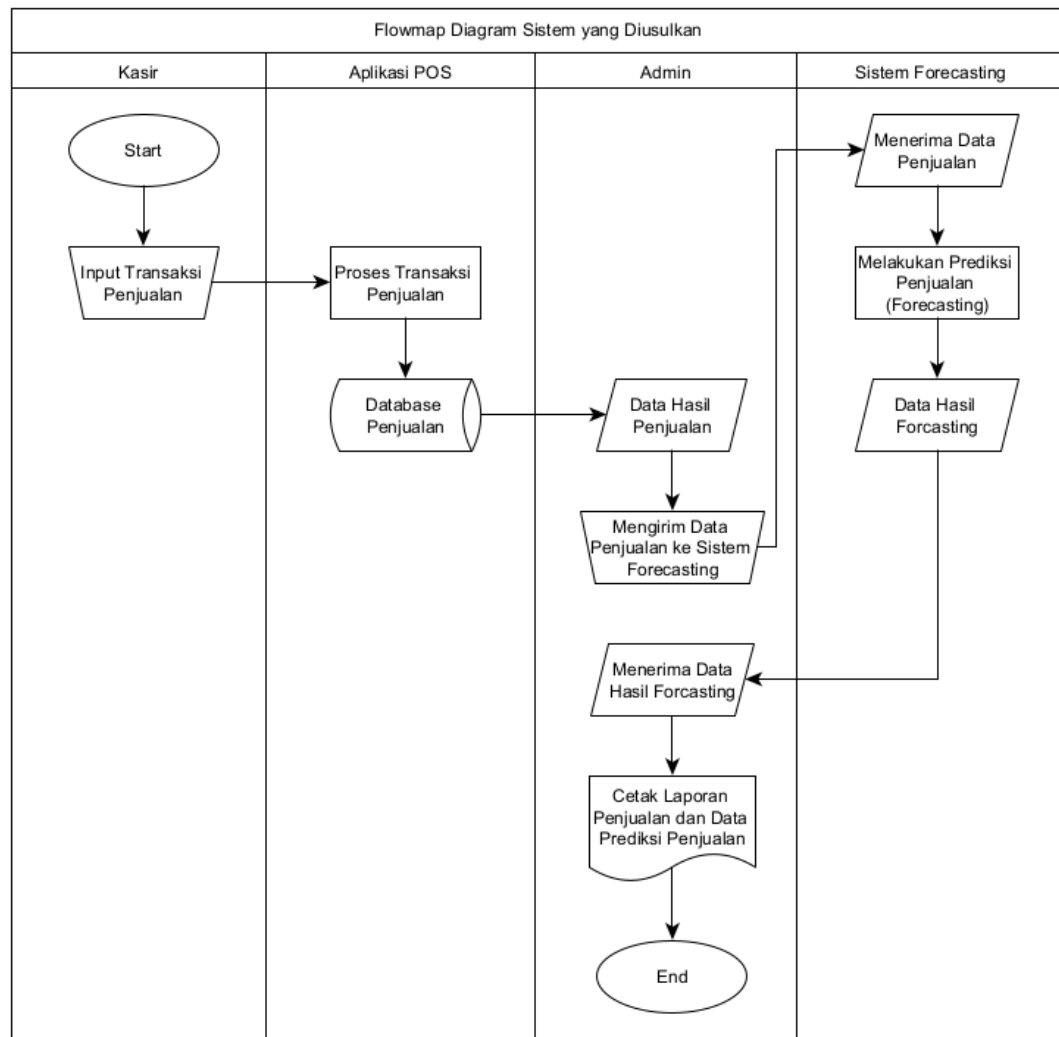 Flowmap Diagram Sistem yang Diusulkan
Kasir
Aplikasi POS
Admin
Sistem Forecasting
Start
Input Transaksi
Penjualan
Proses Transaksi
Penjualan
Database
Penjualan
Data Hasil
Penjualan
Mengirim Data
Penjualan ke Sistem
Forecasting
Menerima Data
Penjualan
Melakukan Prediksi
Penjualan
(Forecasting)
Data Hasil
Forcasting
Menerima Data
Hasil Forcasting
Cetak Laporan
Penjualan dan Data
Prediksi Penjualan
End